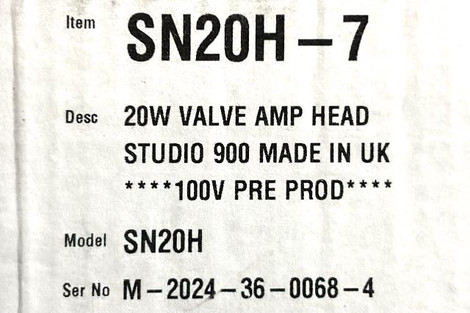 Item SN20H-7
Desc 20W VALVE AMP HEAD
STUDIO 900 MADE IN UK
****100V PRE PROD****
Model SN20H
Ser No M-2024-36-0068-4